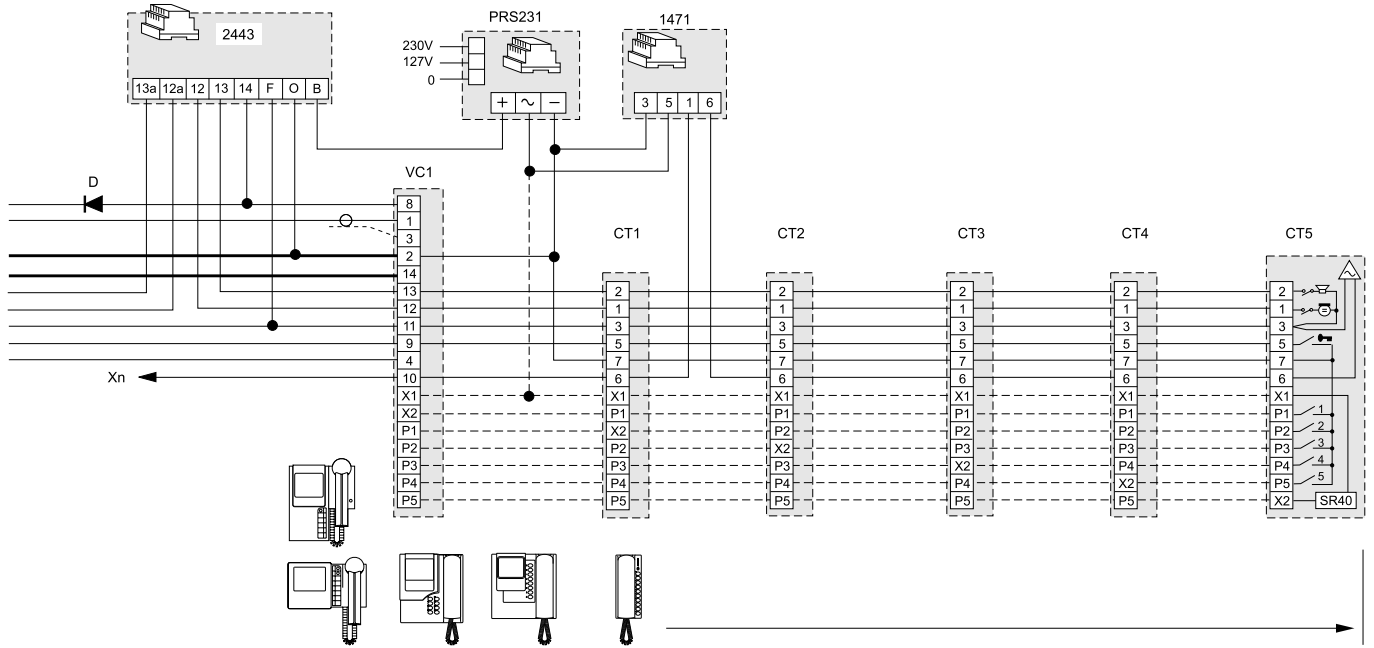 2443
PRS231
1471
230V
127V
0
13a 12a 12 13 14 F O B
+ ~ −
3 5 1 6
D
VC1
CT1 CT2 CT3 CT4 CT5
8
1
3
2
14
13 2 2 2 2 2
12 1 1 1 1 1
11 3 3 3 3 3
9 5 5 5 5 5
4 7 7 7 7 7
Xn 10 6 6 6 6 6
X1 X1 X1 X1 X1 X1
X2 P1 P1 P1 P1 P1 1
P1 X2 P2 P2 P2 P2 2
P2 P2 X2 P3 P3 P3 3
P3 P3 P3 X2 P4 P4 4
P4 P4 P4 P4 X2 P5 5
P5 P5 P5 P5 P5 X2 SR40